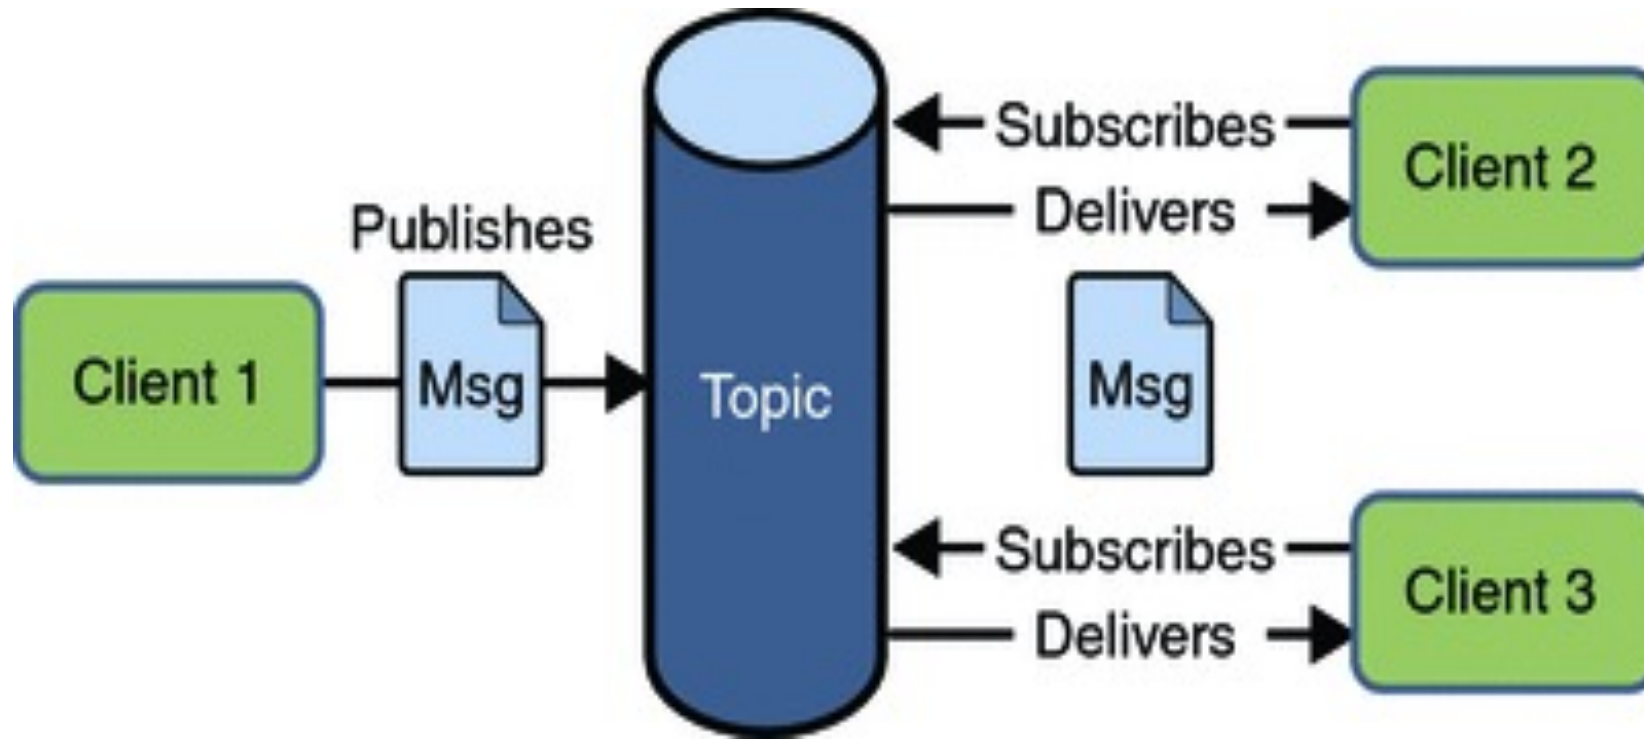 Publishes
Client 1
Msg
Topic
Subscribes
Client 2
Delivers
Msg
Subscribes
Client 3
Delivers